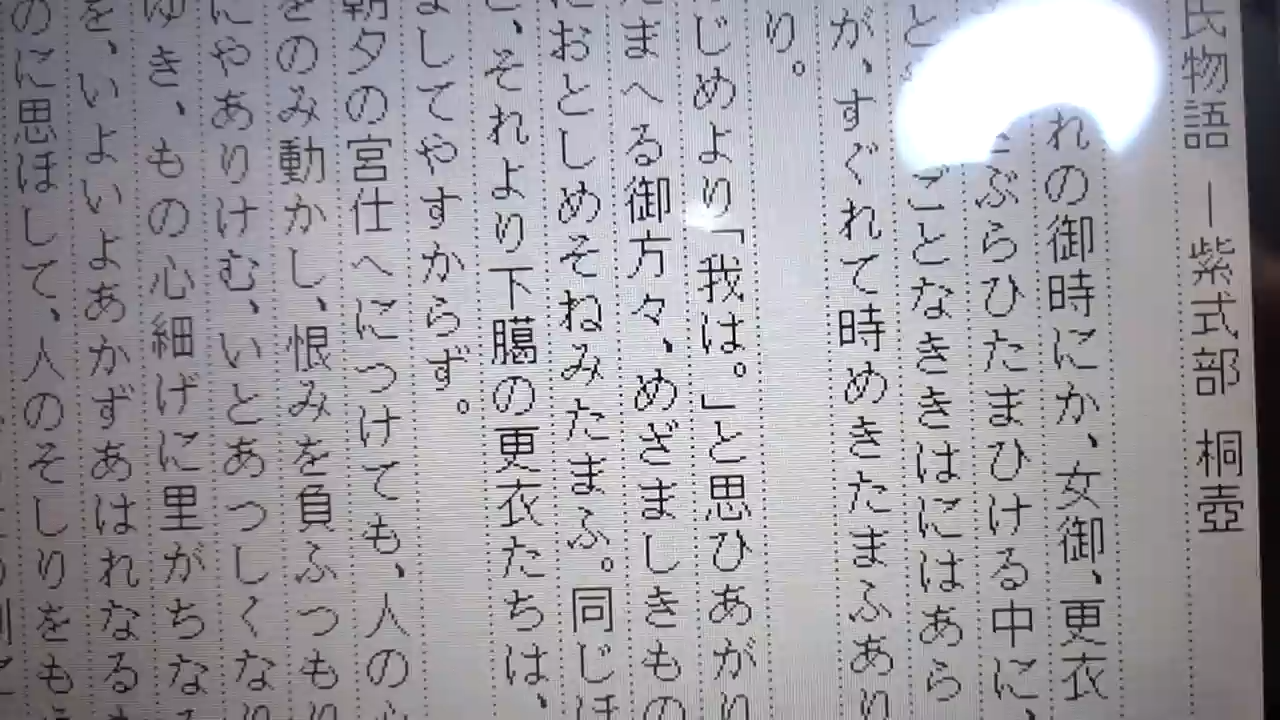 氏物語 ―紫式部 桐壺
れの御時にか、女御、更衣
ぶらひたまひける中に、
ごとなききはにはあら
が、すぐれて時めきたまふあり
り。
じめより「我は。」と思ひあがり
まへる御方々、めざましきもの
におとしめそねみたまふ。同じほ
ど、それより下臈の更衣たちは、
ましてやすからず。
朝夕の宮仕へにつけても、人の
をのみ動かし、恨みを負ふつも
にやありけむ、いとあつしくなり
ゆき、もの心細げに里がちなる
を、いよいよあかずあはれなる
のに思ほして、人のそしりをも